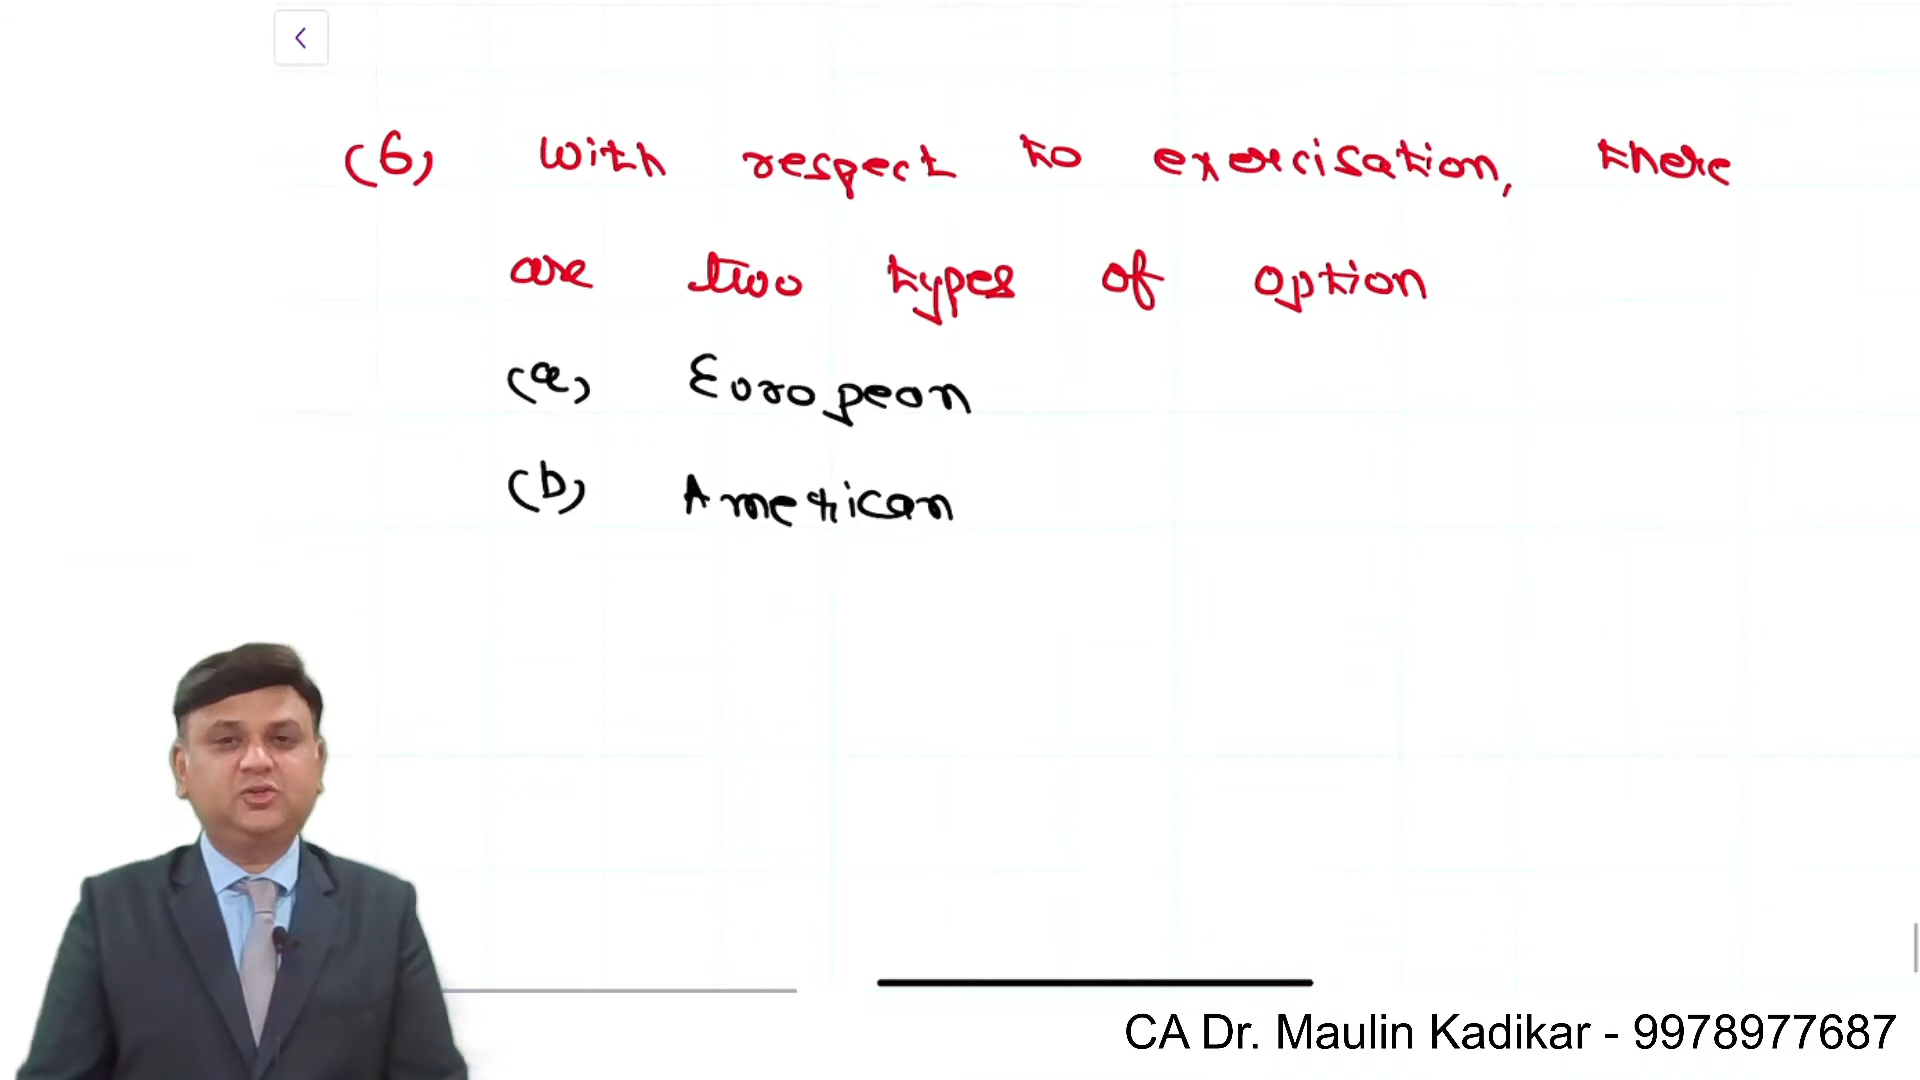 (6) with respect to exercisation, there
are two types of option
(a) European
(b) American
CA Dr. Maulin Kadikar - 9978977687